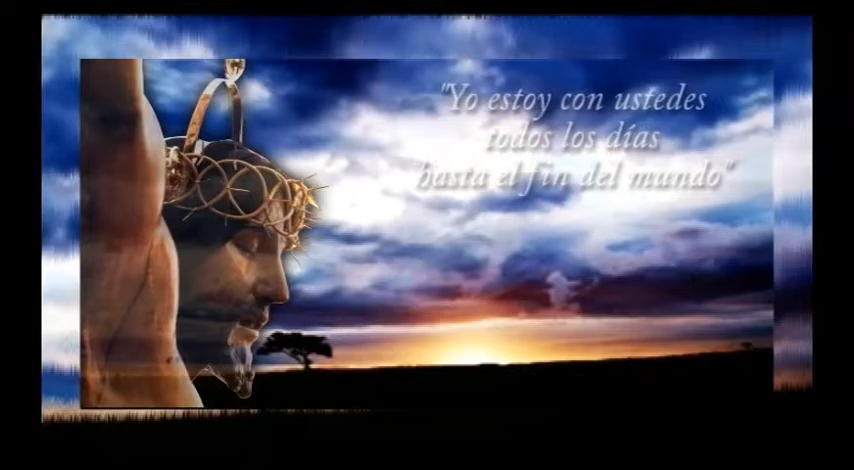 "Yo estoy con ustedes
todos los días
hasta el fin del mundo"